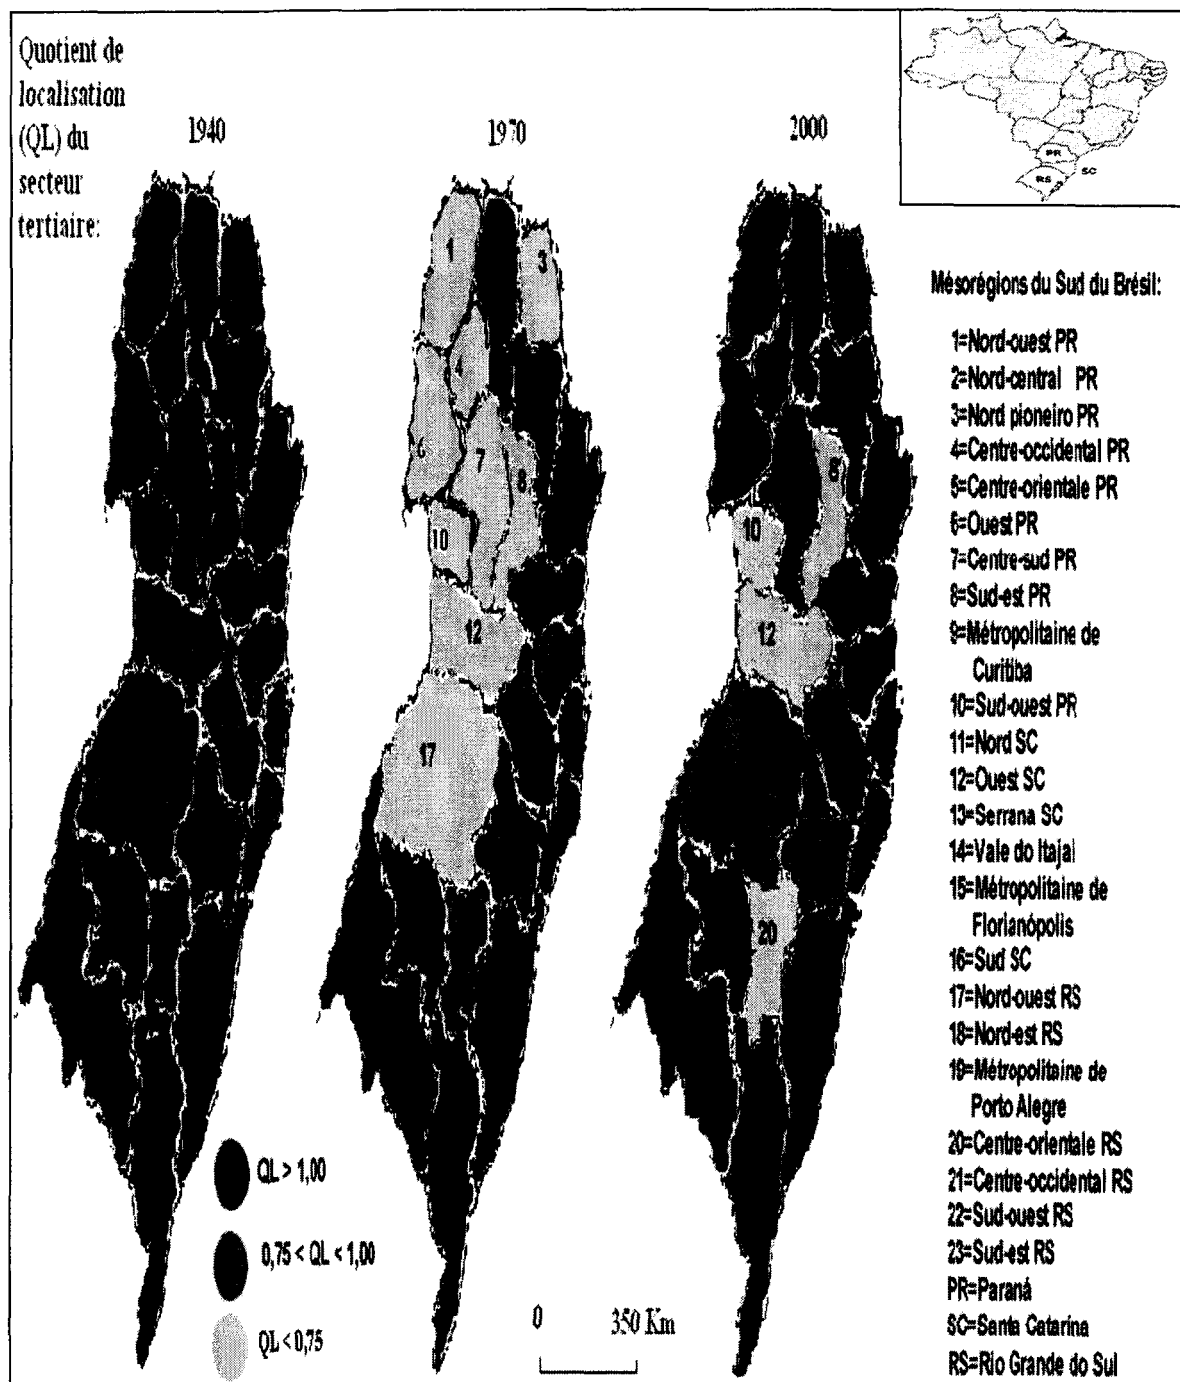 Quotient de
localisation
(QL) du
secteur
tertiaire:
1940
1970
2000
PR
SC
RS
1
3
4
6
7
8
10
12
17
8
10
12
20
Mésorégions du Sud du Brésil:
1=Nord-ouest PR
2=Nord-central PR
3=Nord pioneiro PR
4=Centre-occidental PR
5=Centre-orientale PR
6=Ouest PR
7=Centre-sud PR
8=Sud-est PR
9=Métropolitaine de
Curitiba
10=Sud-ouest PR
11=Nord SC
12=Ouest SC
13=Serrana SC
14=Vale do Itajaí
15=Métropolitaine de
Florianópolis
16=Sud SC
17=Nord-ouest RS
18=Nord-est RS
19=Métropolitaine de
Porto Alegre
20=Centre-orientale RS
21=Centre-occidental RS
22=Sud-ouest RS
23=Sud-est RS
PR=Paraná
SC=Santa Catarina
RS=Rio Grande do Sul
QL > 1,00
0,75 < QL < 1,00
QL < 0,75
0 350 Km